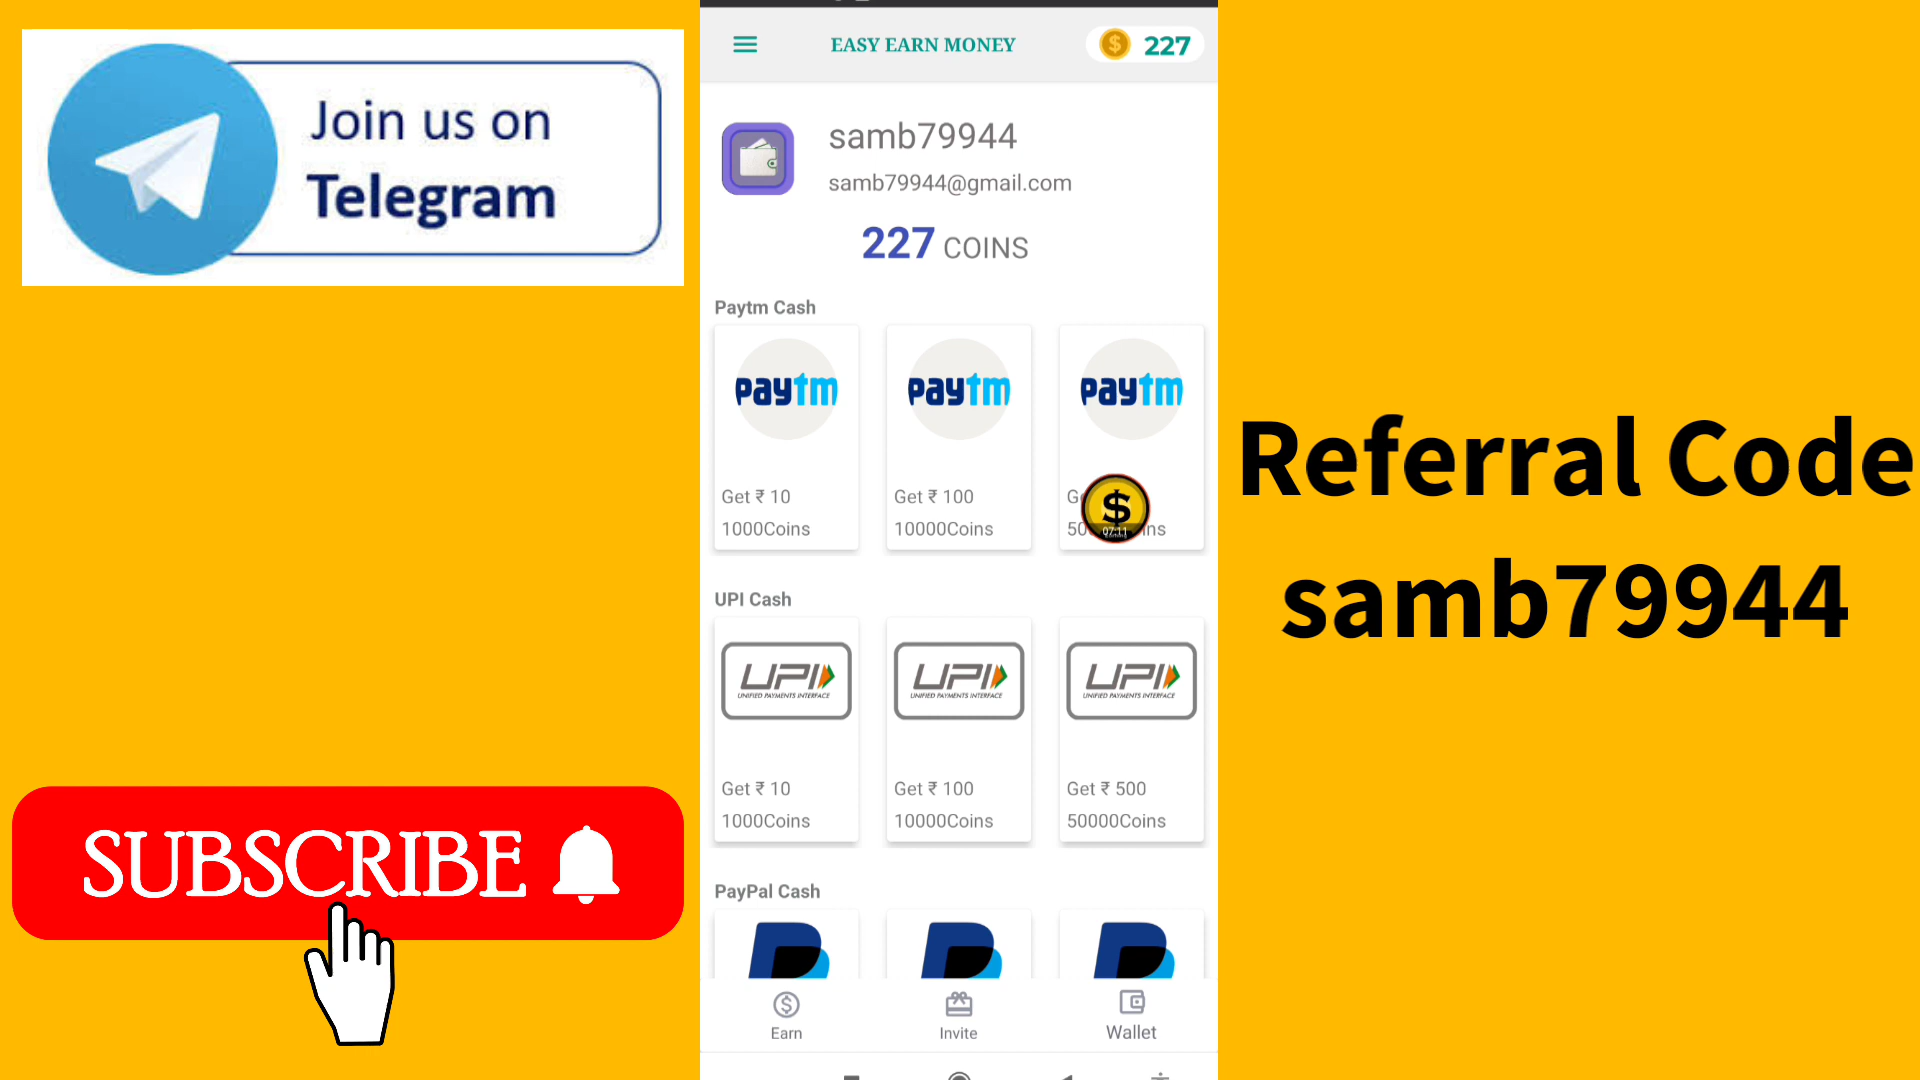 Join us on
Telegram
SUBSCRIBE
EASY EARN MONEY
227
samb79944
samb79944@gmail.com
227 COINS
Paytm Cash
paytm
paytm
paytm
Get ₹ 10
1000Coins
Get ₹ 100
10000Coins
$
07:11
UPI Cash
UPI
UNIFIED PAYMENTS INTERFACE
UPI
UNIFIED PAYMENTS INTERFACE
UPI
UNIFIED PAYMENTS INTERFACE
Get ₹ 10
1000Coins
Get ₹ 100
10000Coins
Get ₹ 500
50000Coins
PayPal Cash
Earn
Invite
Wallet
Referral Code
samb79944